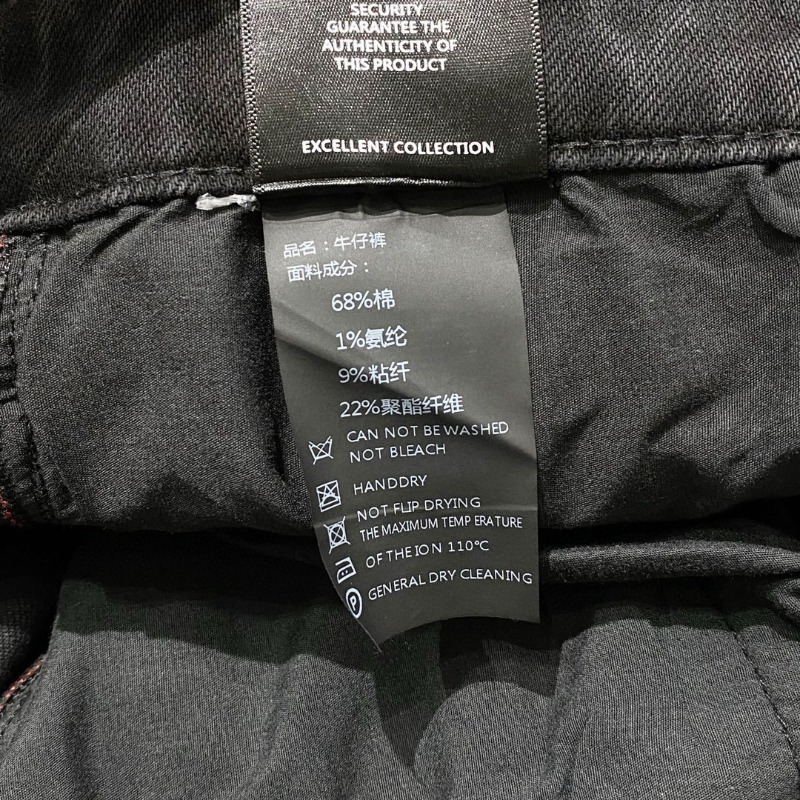 SECURITY
GUARANTEE THE
AUTHENTICITY OF
THIS PRODUCT
EXCELLENT COLLECTION
品名：牛仔裤
面料成分：
68%棉
1%氨纶
9%粘纤
22%聚酯纤维
CAN NOT BE WASHED
NOT BLEACH
HANDDRY
NOT FLIP DRYING
THE MAXIMUM TEMP ERATURE
OF THE ION 110℃
GENERAL DRY CLEANING
P